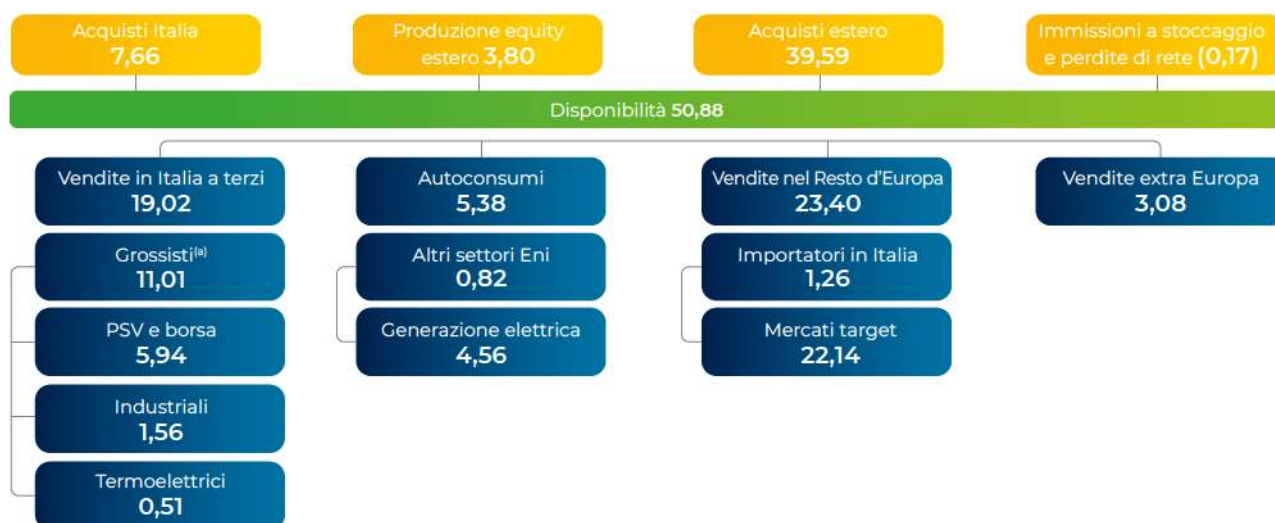 Acquisti Italia
7,66
Produzione equity
estero 3,80
Acquisti estero
39,59
Immissioni a stoccaggio
e perdite di rete (0,17)
Disponibilità 50,88
Vendite in Italia a terzi
19,02
Autoconsumi
5,38
Vendite nel Resto d'Europa
23,40
Vendite extra Europa
3,08
Grossisti(a)
11,01
Altri settori Eni
0,82
Importatori in Italia
1,26
PSV e borsa
5,94
Generazione elettrica
4,56
Mercati target
22,14
Industriali
1,56
Termoelettrici
0,51